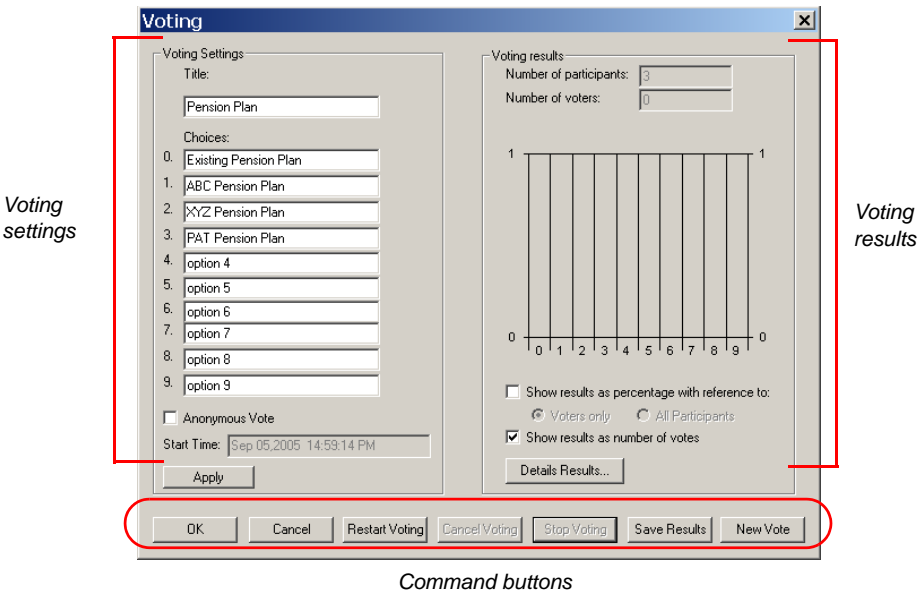 Voting
Voting Settings
Title:
Pension Plan
Choices:
0. Existing Pension Plan
1. ABC Pension Plan
2. XYZ Pension Plan
3. PAT Pension Plan
4. option 4
5. option 5
6. option 6
7. option 7
8. option 8
9. option 9
Anonymous Vote
Start Time: Sep 05,2005 14:59:14 PM
Apply
Voting results
Number of participants: 3
Number of voters: 0
1 1
0 0
0 1 2 3 4 5 6 7 8 9
Show results as percentage with reference to:
Voters only All Participants
Show results as number of votes
Details Results...
OK Cancel Restart Voting Cancel Voting Stop Voting Save Results New Vote
Voting
settings
Voting
results
Command buttons